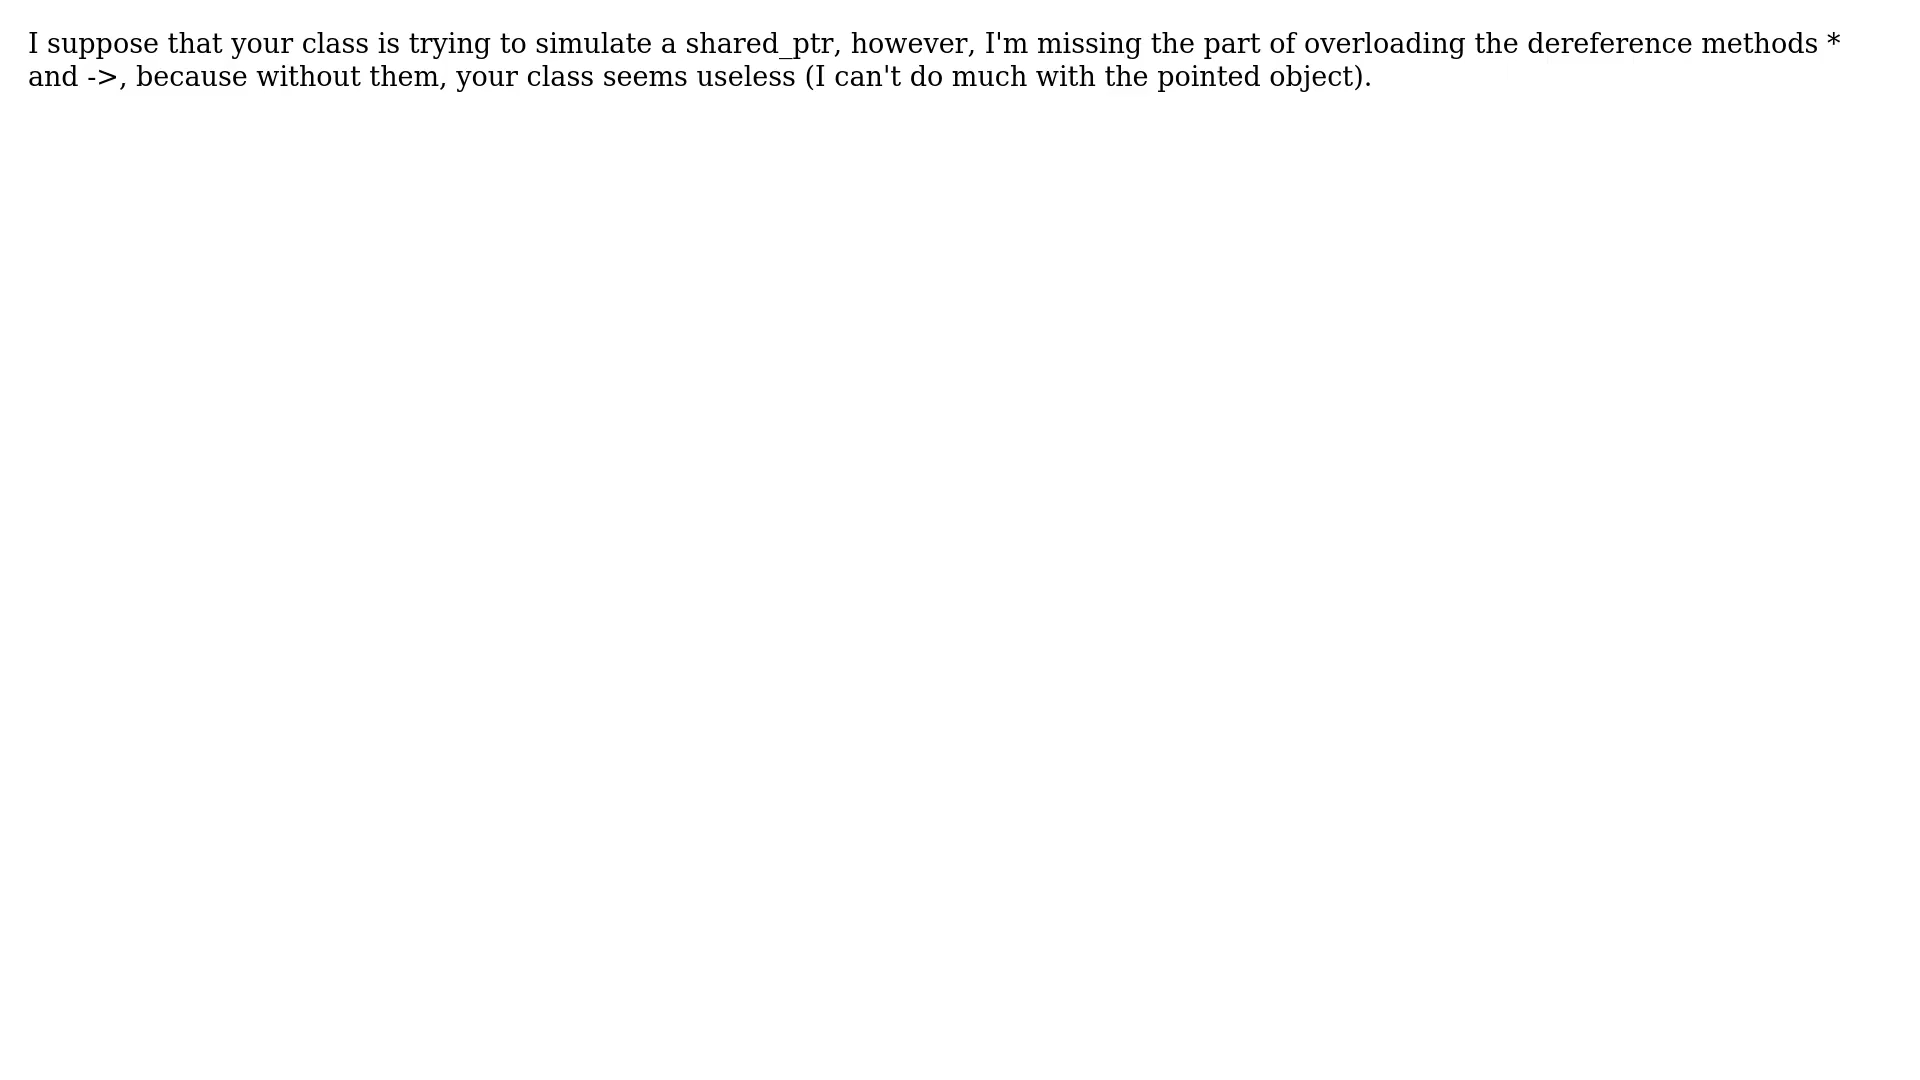 I suppose that your class is trying to simulate a shared_ptr, however, I'm missing the part of overloading the dereference methods *
and ->, because without them, your class seems useless (I can't do much with the pointed object).